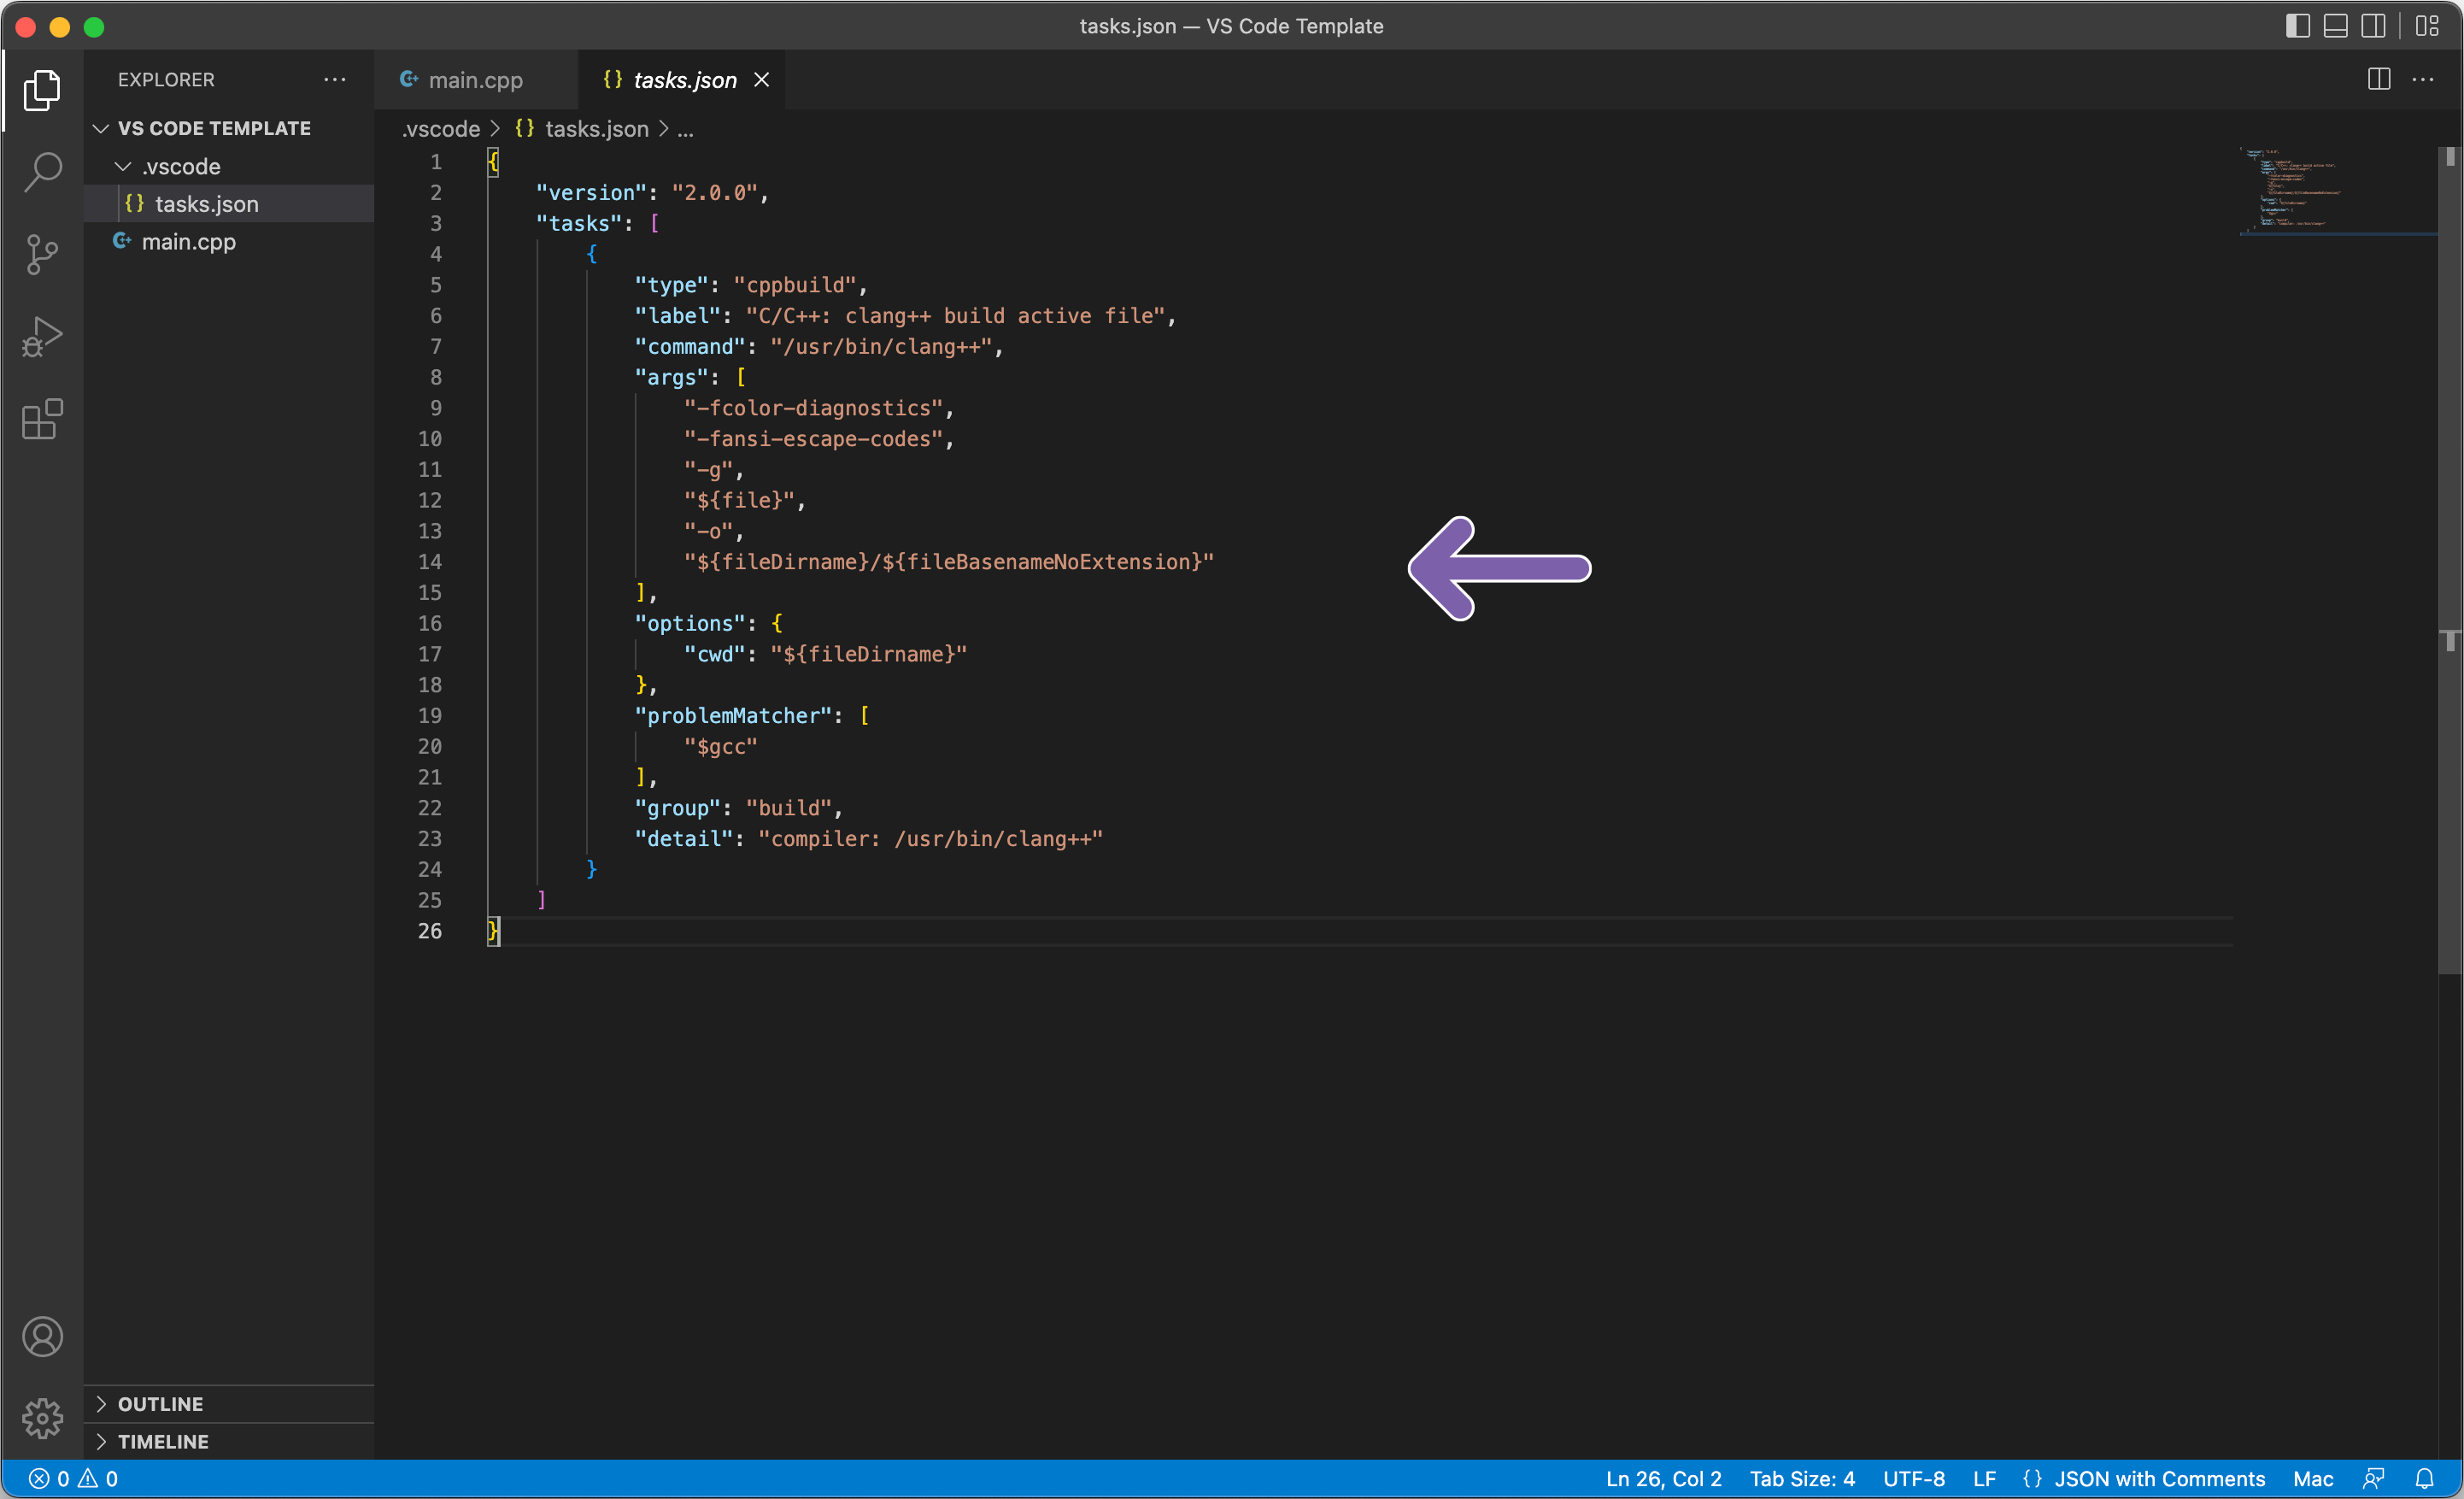 tasks.json — VS Code Template
EXPLORER
VS CODE TEMPLATE
.vscode
{} tasks.json
main.cpp
OUTLINE
TIMELINE
main.cpp
{} tasks.json
.vscode > {} tasks.json > ...
1 {
2 "version": "2.0.0",
3 "tasks": [
4 {
5 "type": "cppbuild",
6 "label": "C/C++: clang++ build active file",
7 "command": "/usr/bin/clang++",
8 "args": [
9 "-fcolor-diagnostics",
10 "-fansi-escape-codes",
11 "-g",
12 "${file}",
13 "-o",
14 "${fileDirname}/${fileBasenameNoExtension}"
15 ],
16 "options": {
17 "cwd": "${fileDirname}"
18 },
19 "problemMatcher": [
20 "$gcc"
21 ],
22 "group": "build",
23 "detail": "compiler: /usr/bin/clang++"
24 }
25 ]
26 }
0 0
Ln 26, Col 2 Tab Size: 4 UTF-8 LF {} JSON with Comments Mac